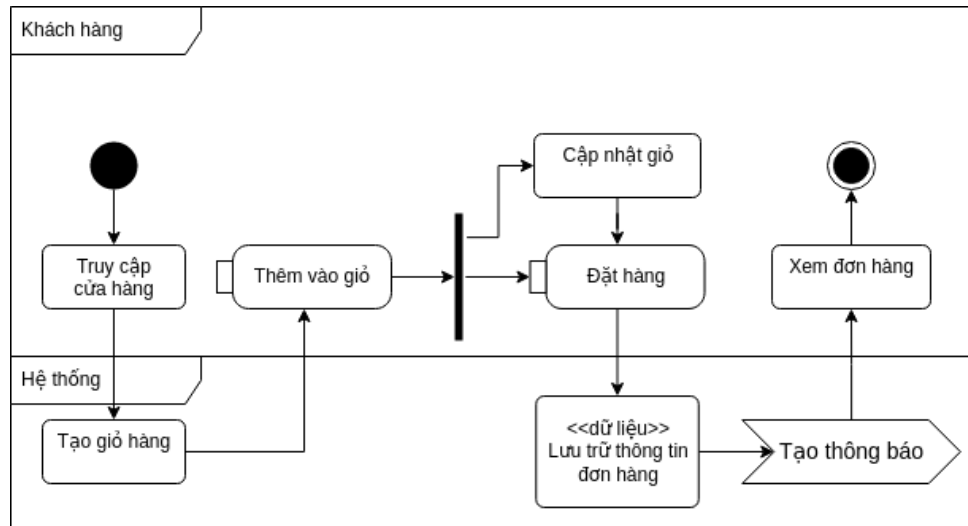 Khách hàng
Cập nhật giỏ
Truy cập
cửa hàng
Thêm vào giỏ
Đặt hàng
Xem đơn hàng
Hệ thống
Tạo giỏ hàng
<<dữ liệu>>
Lưu trữ thông tin
đơn hàng
Tạo thông báo